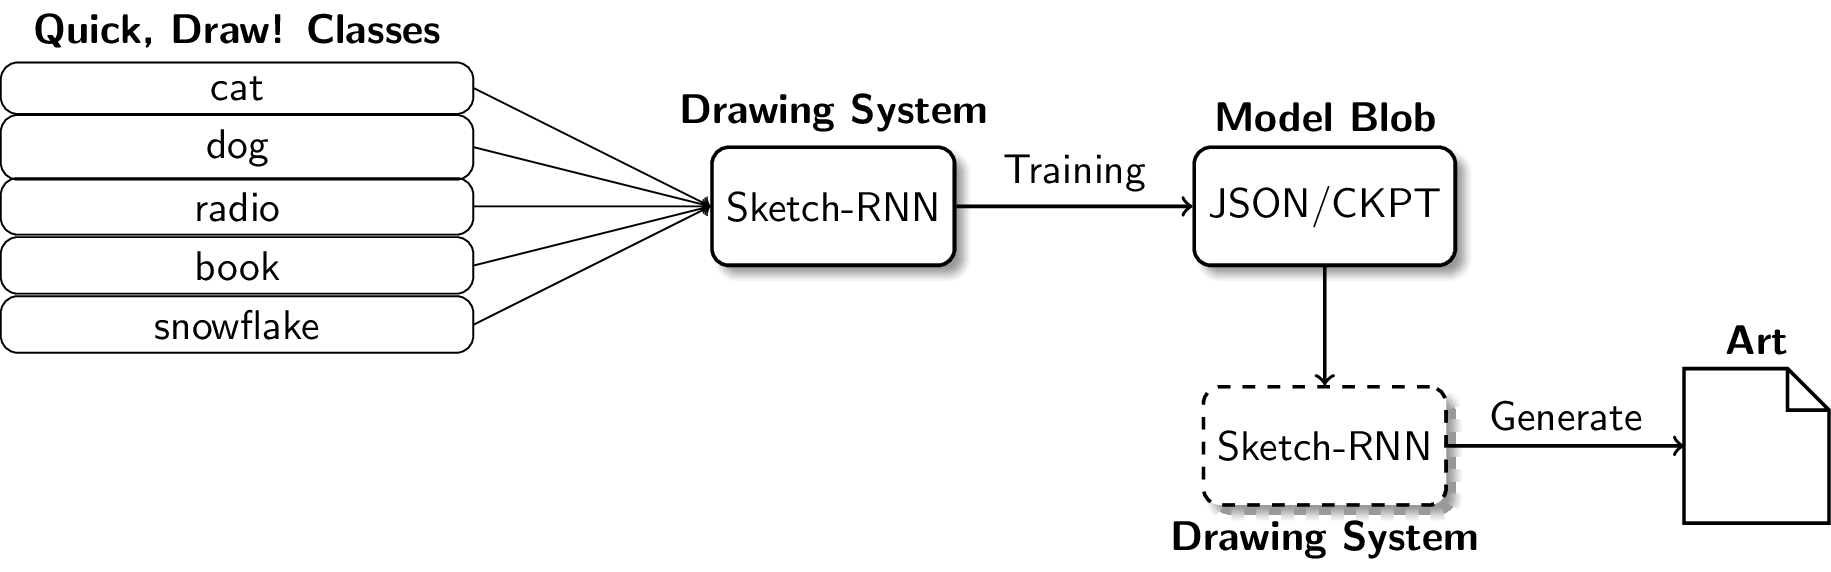 Quick, Draw! Classes
cat
dog
radio
book
snowflake
Drawing System
Sketch-RNN
Training
Model Blob
JSON/CKPT
Sketch-RNN
Drawing System
Generate
Art